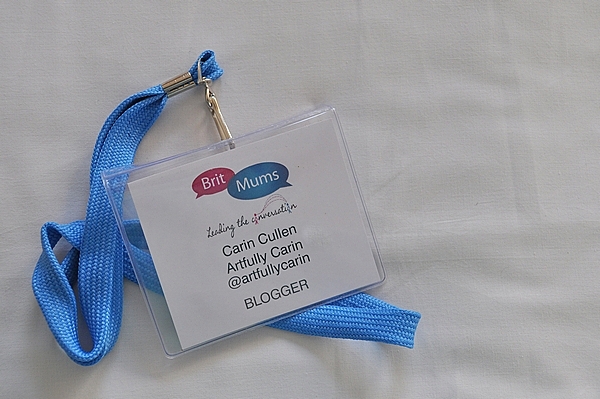 Brit Mums
Leading the conversation
Carin Cullen
Artfully Carin
@artfullycarin
BLOGGER